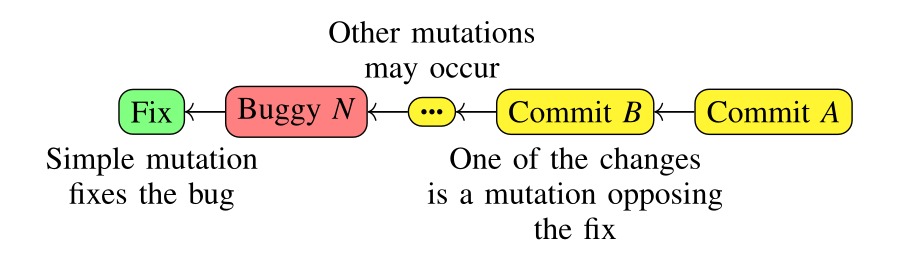 Other mutations
may occur
Fix
Buggy N
...
Commit B
Commit A
Simple mutation
fixes the bug
One of the changes
is a mutation opposing
the fix